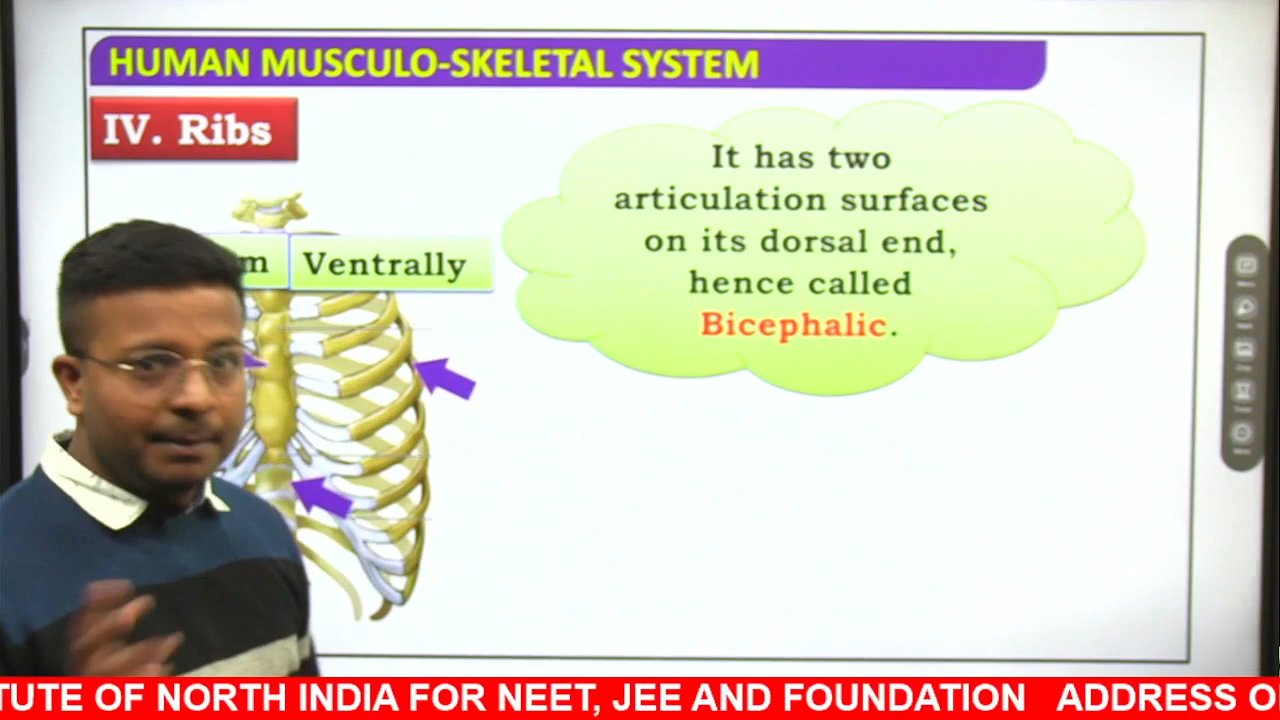 HUMAN MUSCULO-SKELETAL SYSTEM
IV. Ribs
It has two
articulation surfaces
on its dorsal end,
hence called
Bicephalic.
Ventrally
TUTE OF NORTH INDIA FOR NEET, JEE AND FOUNDATION ADDRESS O